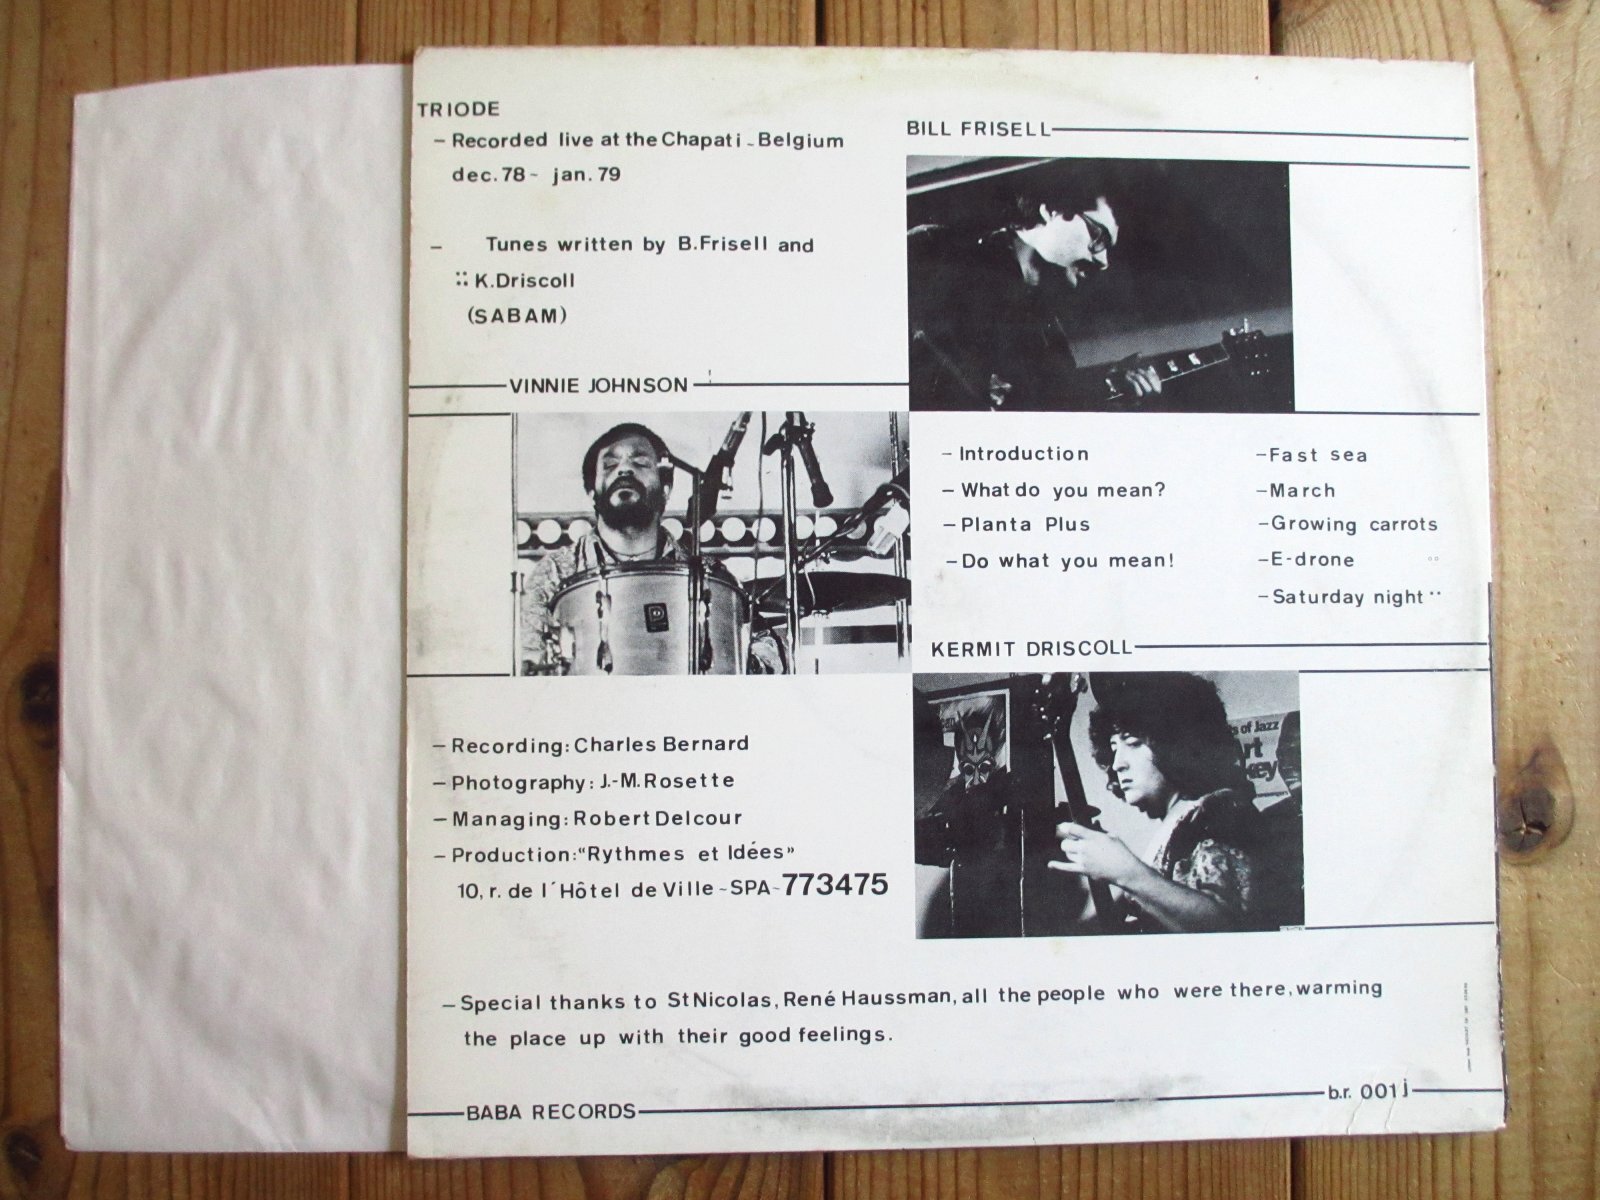 TRIODE
– Recorded live at the Chapati – Belgium
dec. 78 – jan. 79
– Tunes written by B. Frisell and
:: K. Driscoll
(SABAM)
BILL FRISELL
VINNIE JOHNSON
– Introduction
– What do you mean?
– Planta Plus
– Do what you mean!
– Fast sea
– March
– Growing carrots
– E-drone °°
– Saturday night ••
KERMIT DRISCOLL
of Jazz
– Recording: Charles Bernard
– Photography: J.-M. Rosette
– Managing: Robert Delcour
– Production: "Rythmes et Idées"
10, r. de l´Hôtel de Ville – SPA – 773475
– Special thanks to St Nicolas, René Haussman, all the people who were there, warming
the place up with their good feelings.
BABA RECORDS
b.r. 001 j